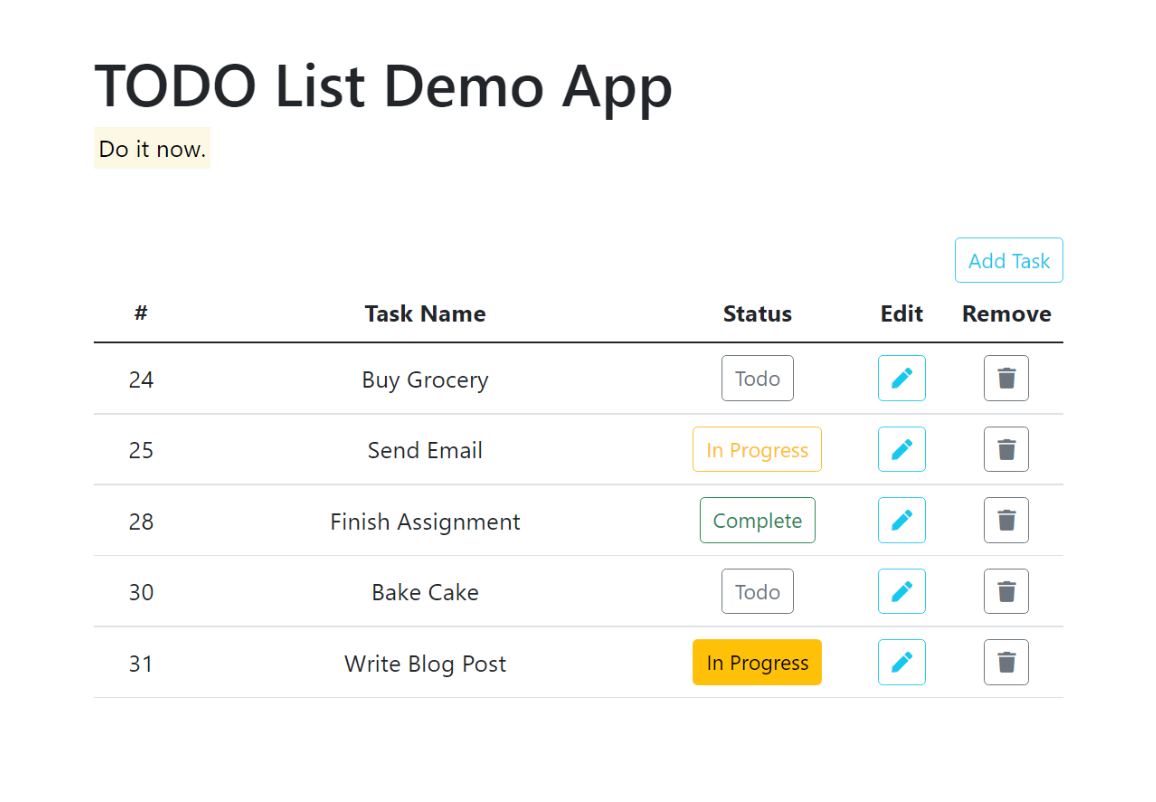 TODO List Demo App
Do it now.
Add Task
# Task Name Status Edit Remove
24 Buy Grocery Todo
25 Send Email In Progress
28 Finish Assignment Complete
30 Bake Cake Todo
31 Write Blog Post In Progress